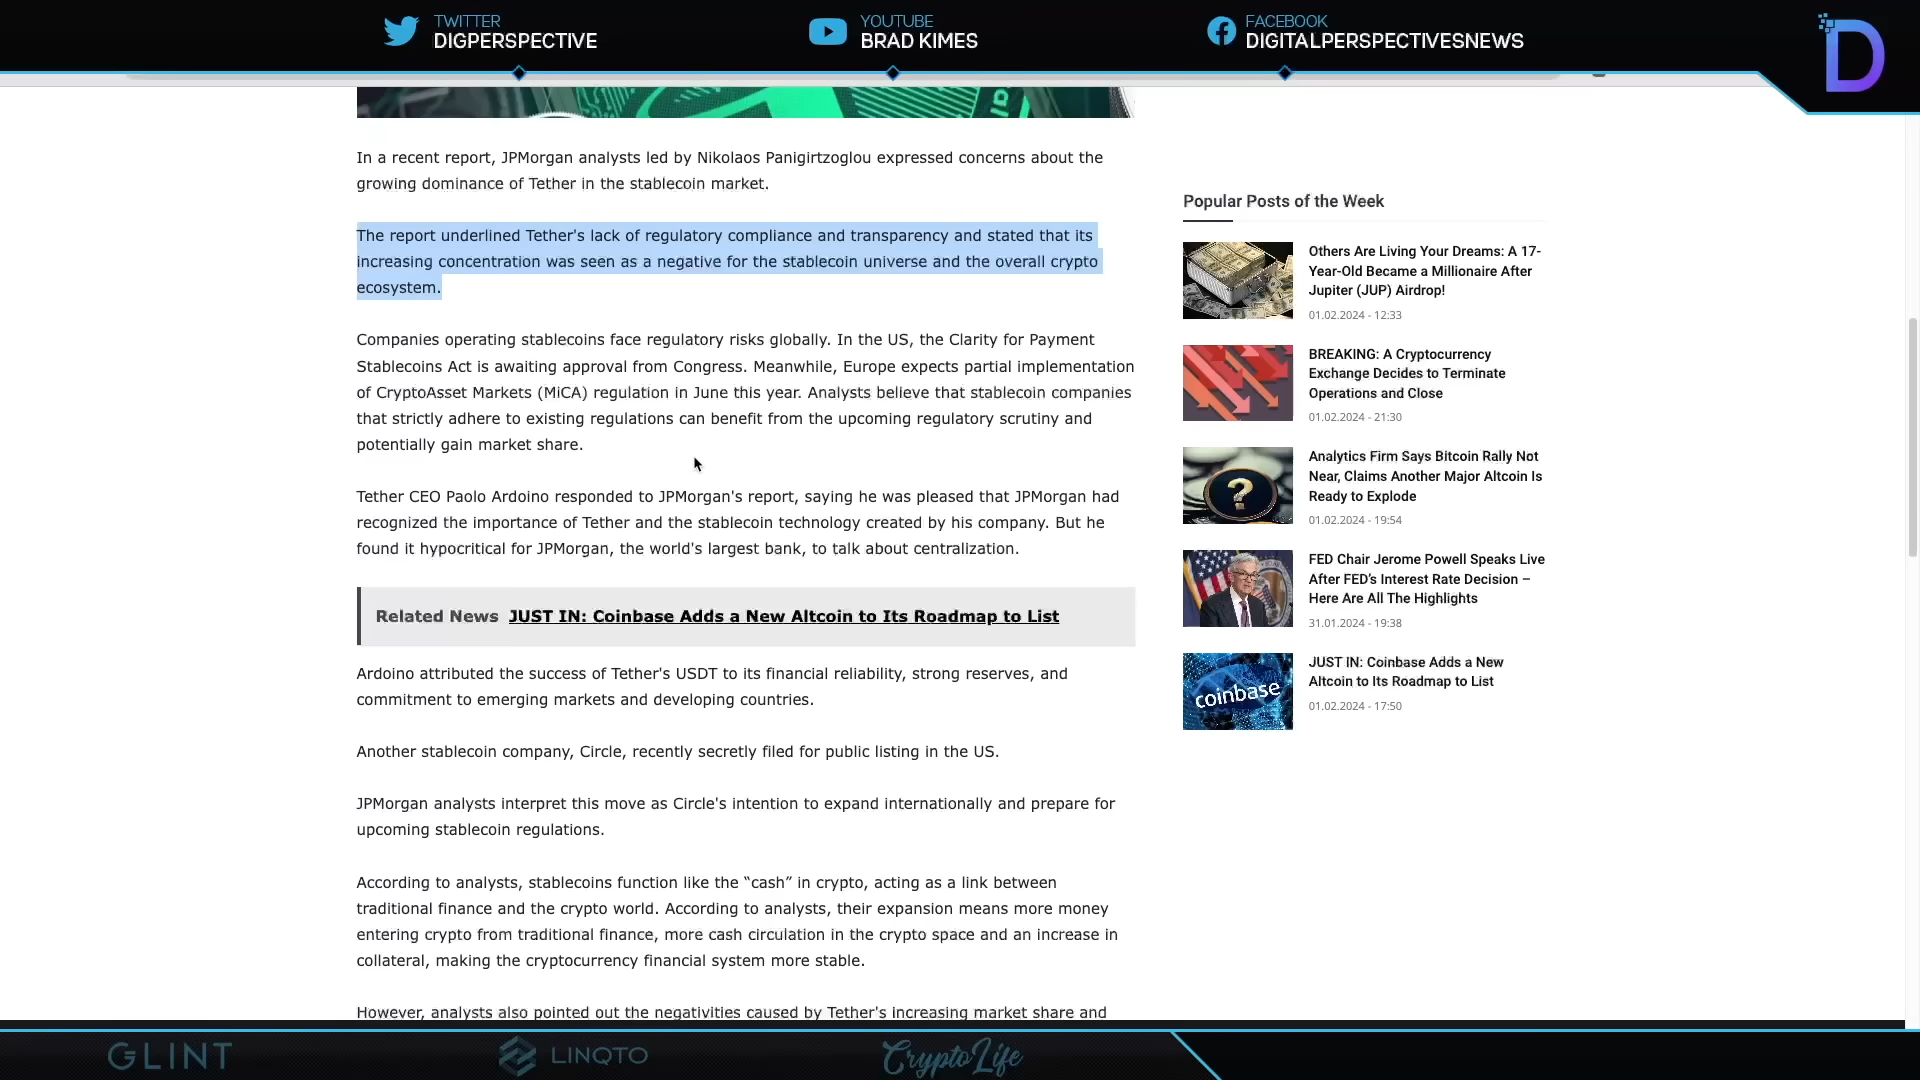 TWITTER
DIGPERSPECTIVE
YOUTUBE
BRAD KIMES
FACEBOOK
DIGITALPERSPECTIVESNEWS
D
In a recent report, JPMorgan analysts led by Nikolaos Panigirtzoglou expressed concerns about the
growing dominance of Tether in the stablecoin market.
The report underlined Tether's lack of regulatory compliance and transparency and stated that its
increasing concentration was seen as a negative for the stablecoin universe and the overall crypto
ecosystem.
Companies operating stablecoins face regulatory risks globally. In the US, the Clarity for Payment
Stablecoins Act is awaiting approval from Congress. Meanwhile, Europe expects partial implementation
of CryptoAsset Markets (MiCA) regulation in June this year. Analysts believe that stablecoin companies
that strictly adhere to existing regulations can benefit from the upcoming regulatory scrutiny and
potentially gain market share.
Tether CEO Paolo Ardoino responded to JPMorgan's report, saying he was pleased that JPMorgan had
recognized the importance of Tether and the stablecoin technology created by his company. But he
found it hypocritical for JPMorgan, the world's largest bank, to talk about centralization.
Related News JUST IN: Coinbase Adds a New Altcoin to Its Roadmap to List
Ardoino attributed the success of Tether's USDT to its financial reliability, strong reserves, and
commitment to emerging markets and developing countries.
Another stablecoin company, Circle, recently secretly filed for public listing in the US.
JPMorgan analysts interpret this move as Circle's intention to expand internationally and prepare for
upcoming stablecoin regulations.
According to analysts, stablecoins function like the “cash” in crypto, acting as a link between
traditional finance and the crypto world. According to analysts, their expansion means more money
entering crypto from traditional finance, more cash circulation in the crypto space and an increase in
collateral, making the cryptocurrency financial system more stable.
However, analysts also pointed out the negativities caused by Tether's increasing market share and
Popular Posts of the Week
Others Are Living Your Dreams: A 17-
Year-Old Became a Millionaire After
Jupiter (JUP) Airdrop!
01.02.2024 - 12:33
BREAKING: A Cryptocurrency
Exchange Decides to Terminate
Operations and Close
01.02.2024 - 21:30
Analytics Firm Says Bitcoin Rally Not
Near, Claims Another Major Altcoin Is
Ready to Explode
01.02.2024 - 19:54
FED Chair Jerome Powell Speaks Live
After FED’s Interest Rate Decision –
Here Are All The Highlights
31.01.2024 - 19:38
coinbase
JUST IN: Coinbase Adds a New
Altcoin to Its Roadmap to List
01.02.2024 - 17:50
GLINT
LINQTO
CryptoLife